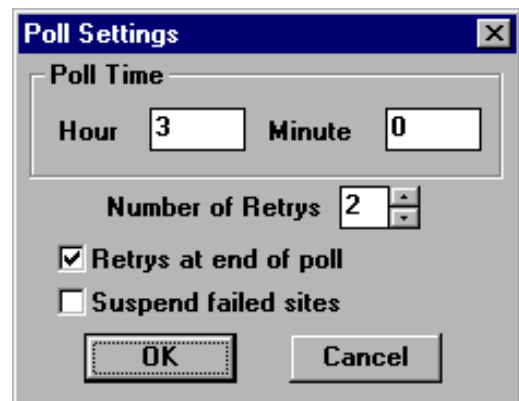 Poll Settings
Poll Time
Hour 3 Minute 0
Number of Retrys 2
Retrys at end of poll
Suspend failed sites
OK Cancel